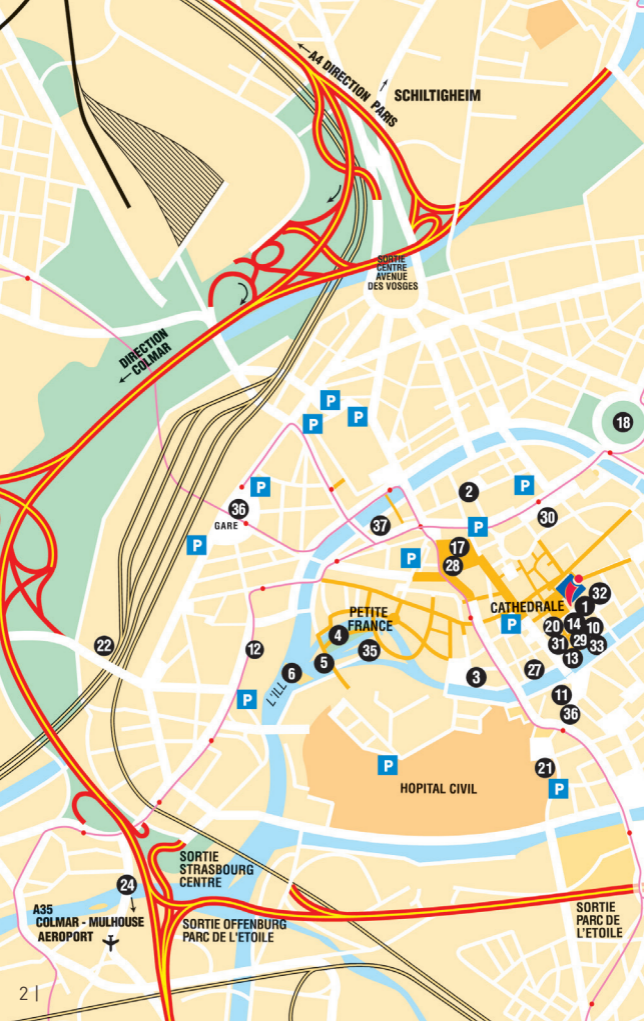 ← A4 DIRECTION PARIS
SCHILTIGHEIM
SORTIE
CENTRE
AVENUE
DES VOSGES
DIRECTION
← COLMAR
P
P
P
18
P
2
P
36
GARE
30
37
P
17
P
P
28
32
CATHEDRALE
1
PETITE
FRANCE
P
4
20
14
10
22
12
35
31
29
33
5
13
6
3
27
L'ILL
P
11
36
P
21
HOPITAL CIVIL
P
SORTIE
STRASBOURG
CENTRE
24
A35
COLMAR - MULHOUSE
AEROPORT
SORTIE OFFENBURG
PARC DE L'ETOILE
SORTIE
PARC DE
L'ETOILE
2 |